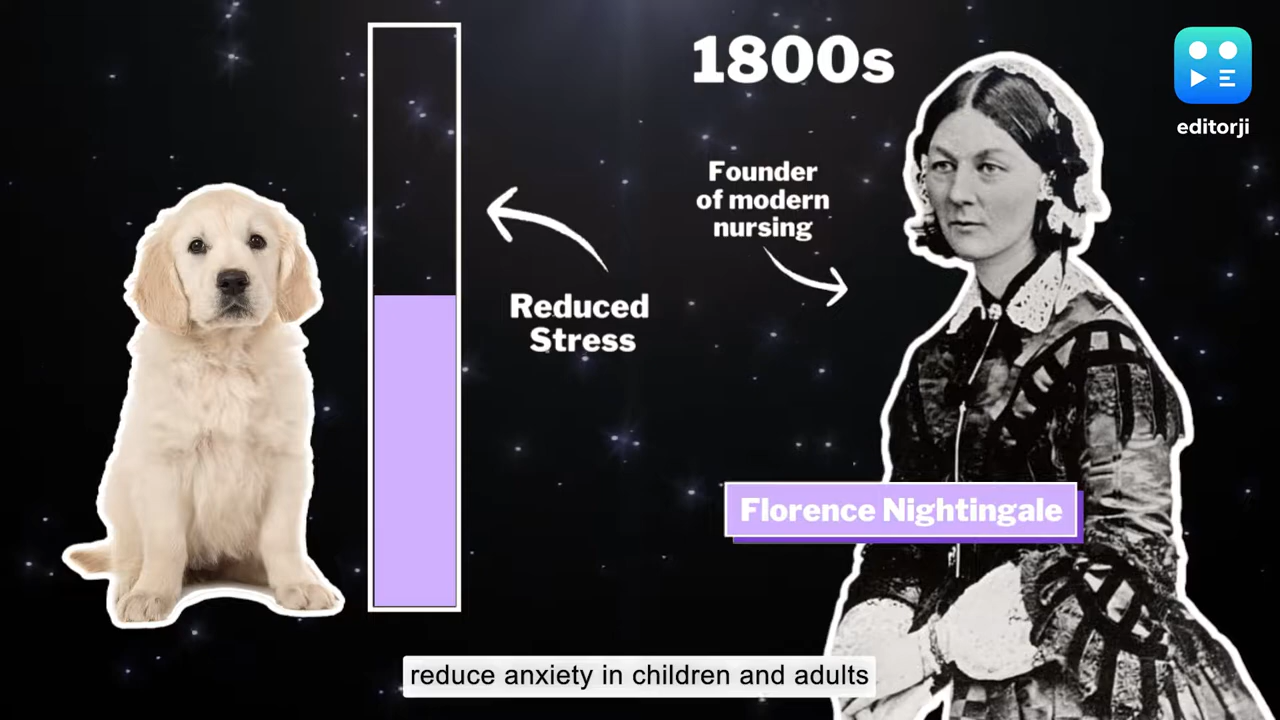 1800s
editorji
Founder
of modern
nursing
Reduced
Stress
Florence Nightingale
reduce anxiety in children and adults